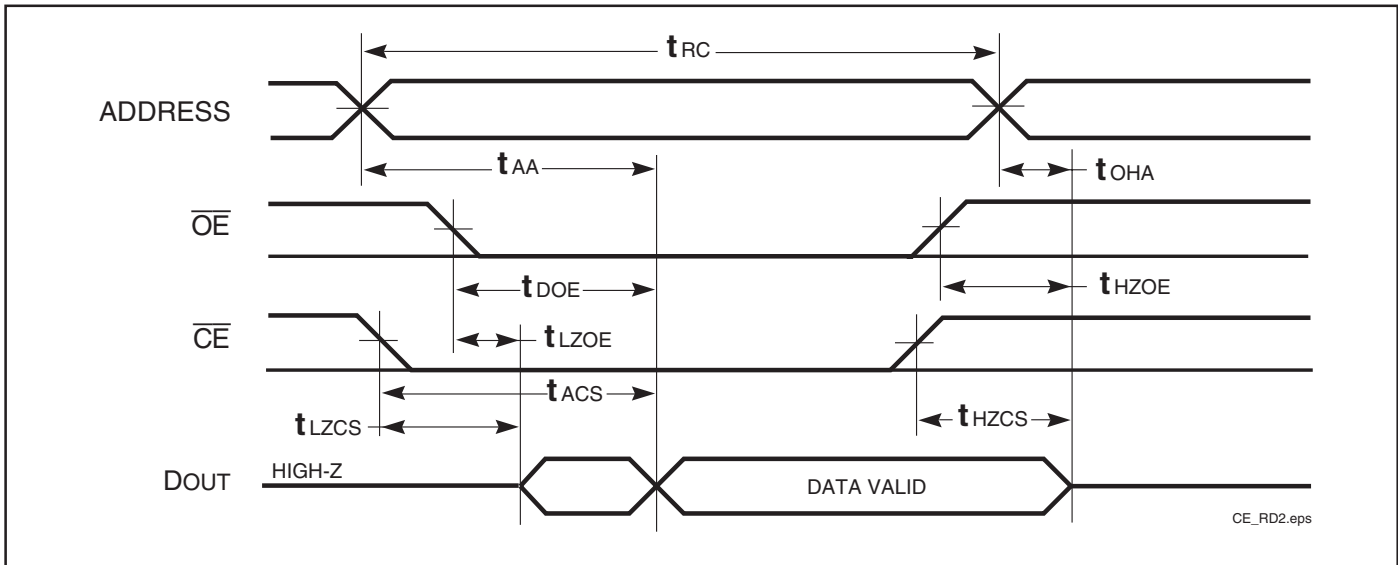 tRC
ADDRESS
tAA
tOHA
OE
tDOE
tHZOE
CE
tLZOE
tACS
tLZCS
tHZCS
DOUT
HIGH-Z
DATA VALID
CE_RD2.eps